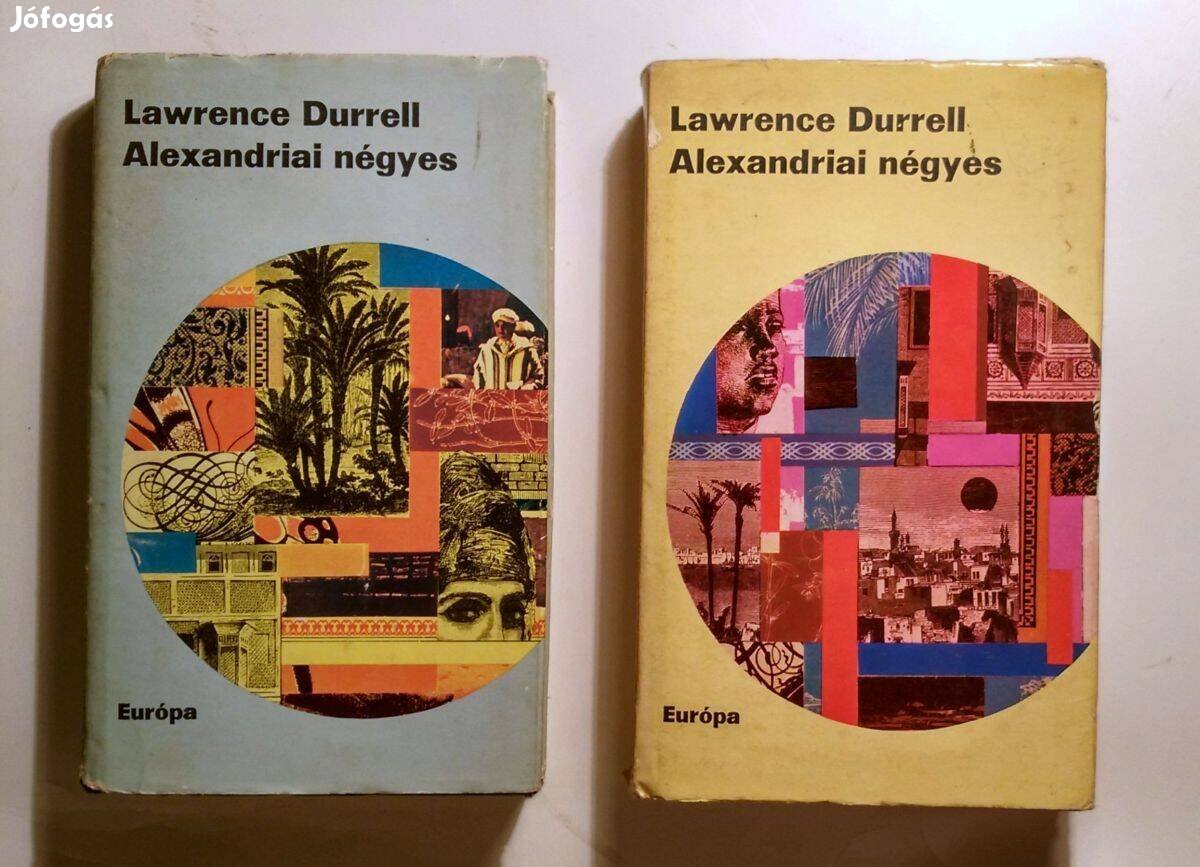 Jófogás
Lawrence Durrell
Alexandriai négyes
Európa
Lawrence Durrell
Alexandriai négyes
Európa